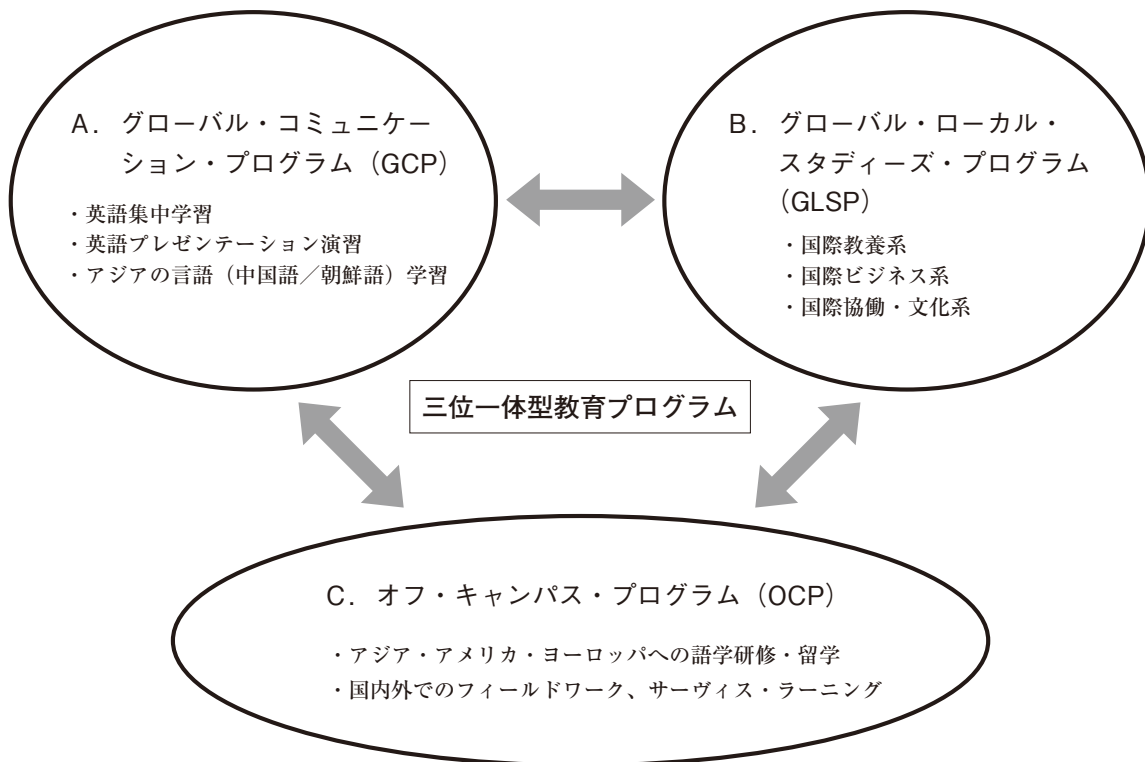 A. グローバル・コミュニケー
ション・プログラム（GCP）
・英語集中学習
・英語プレゼンテーション演習
・アジアの言語（中国語／朝鮮語）学習
B. グローバル・ローカル・
スタディーズ・プログラム
(GLSP)
・国際教養系
・国際ビジネス系
・国際協働・文化系
三位一体型教育プログラム
C. オフ・キャンパス・プログラム（OCP）
・アジア・アメリカ・ヨーロッパへの語学研修・留学
・国内外でのフィールドワーク、サーヴィス・ラーニング